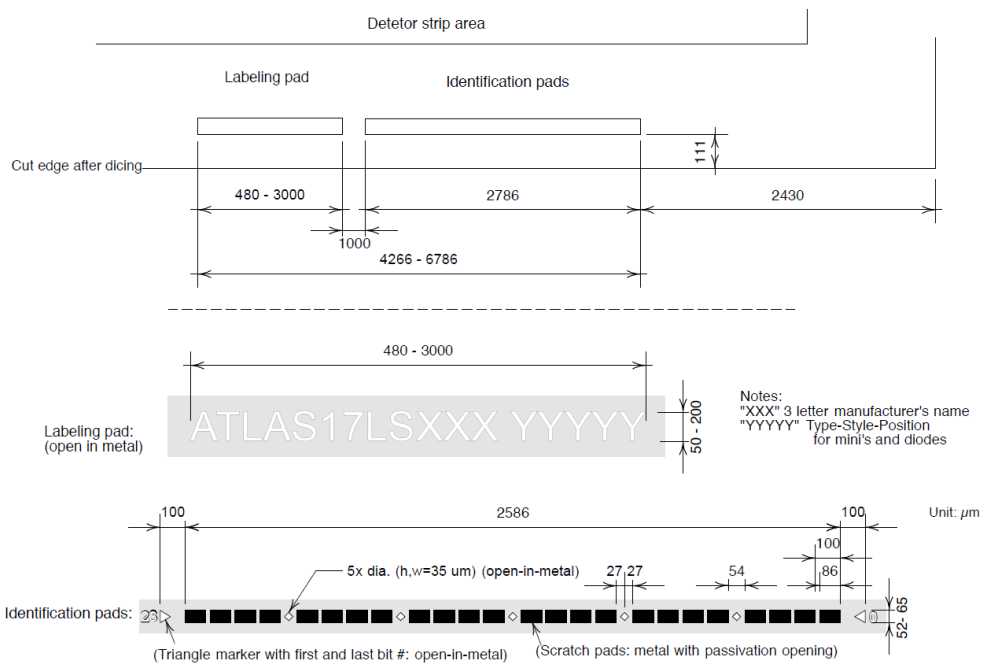 Detetor strip area
Labeling pad
Identification pads
111
Cut edge after dicing
480 - 3000
2786
2430
1000
4266 - 6786
480 - 3000
Labeling pad:
(open in metal)
ATLAS17LSXXX YYYYY
50 - 200
Notes:
"XXX" 3 letter manufacturer's name
"YYYYY" Type-Style-Position
for mini's and diodes
100
2586
100
Unit: μm
100
5x dia. (h,w=35 um) (open-in-metal)
27
27
54
86
Identification pads:
23
0
52- 65
(Triangle marker with first and last bit #: open-in-metal)
(Scratch pads: metal with passivation opening)